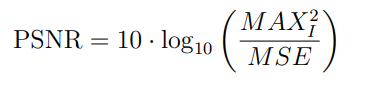 PSNR = 10 · log₁₀ (MAX_I² / MSE)